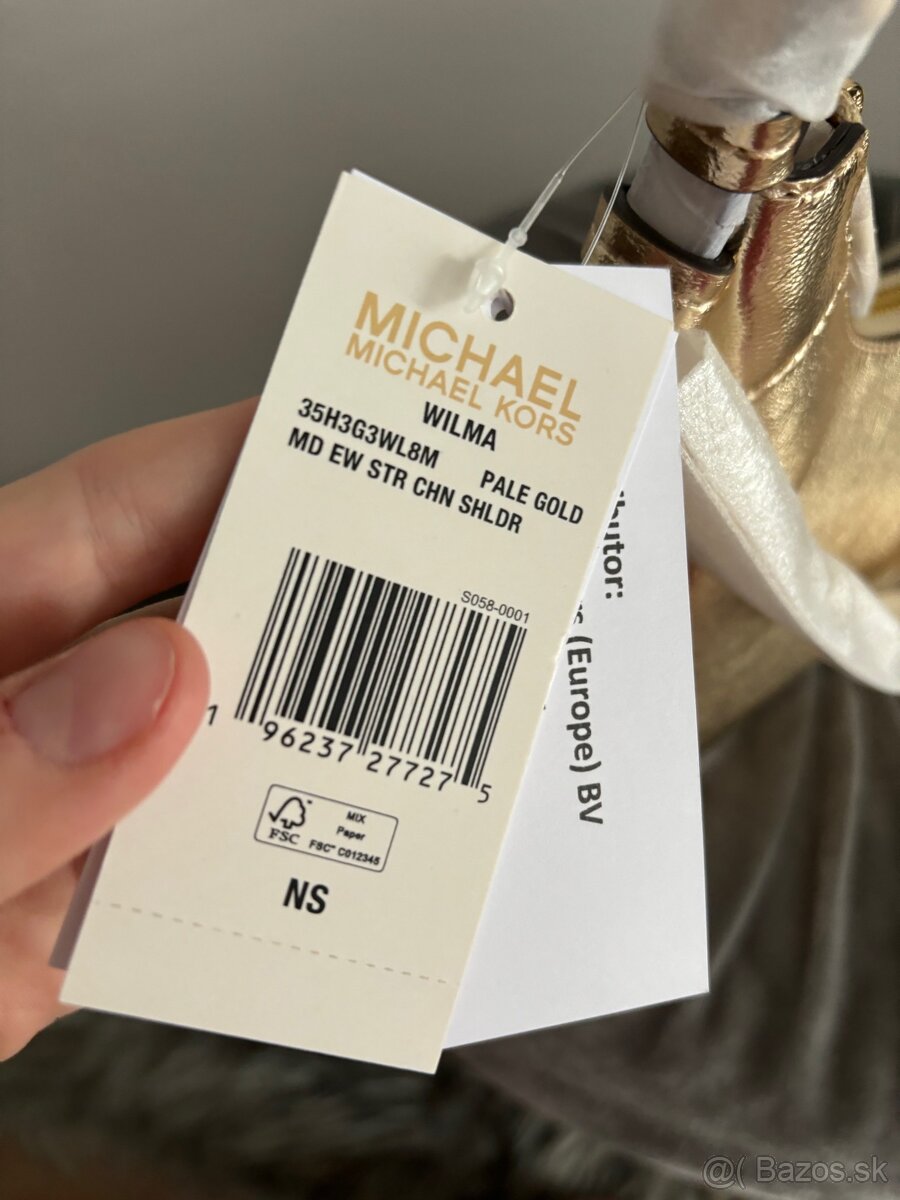 MICHAEL
MICHAEL KORS
WILMA
35H3G3WL8M PALE GOLD
MD EW STR CHN SHLDR
S058-0001
1 96237 27727 5
FSC
MIX
Paper
FSC™ C012345
NS
(Europe) BV
@( Bazos.sk